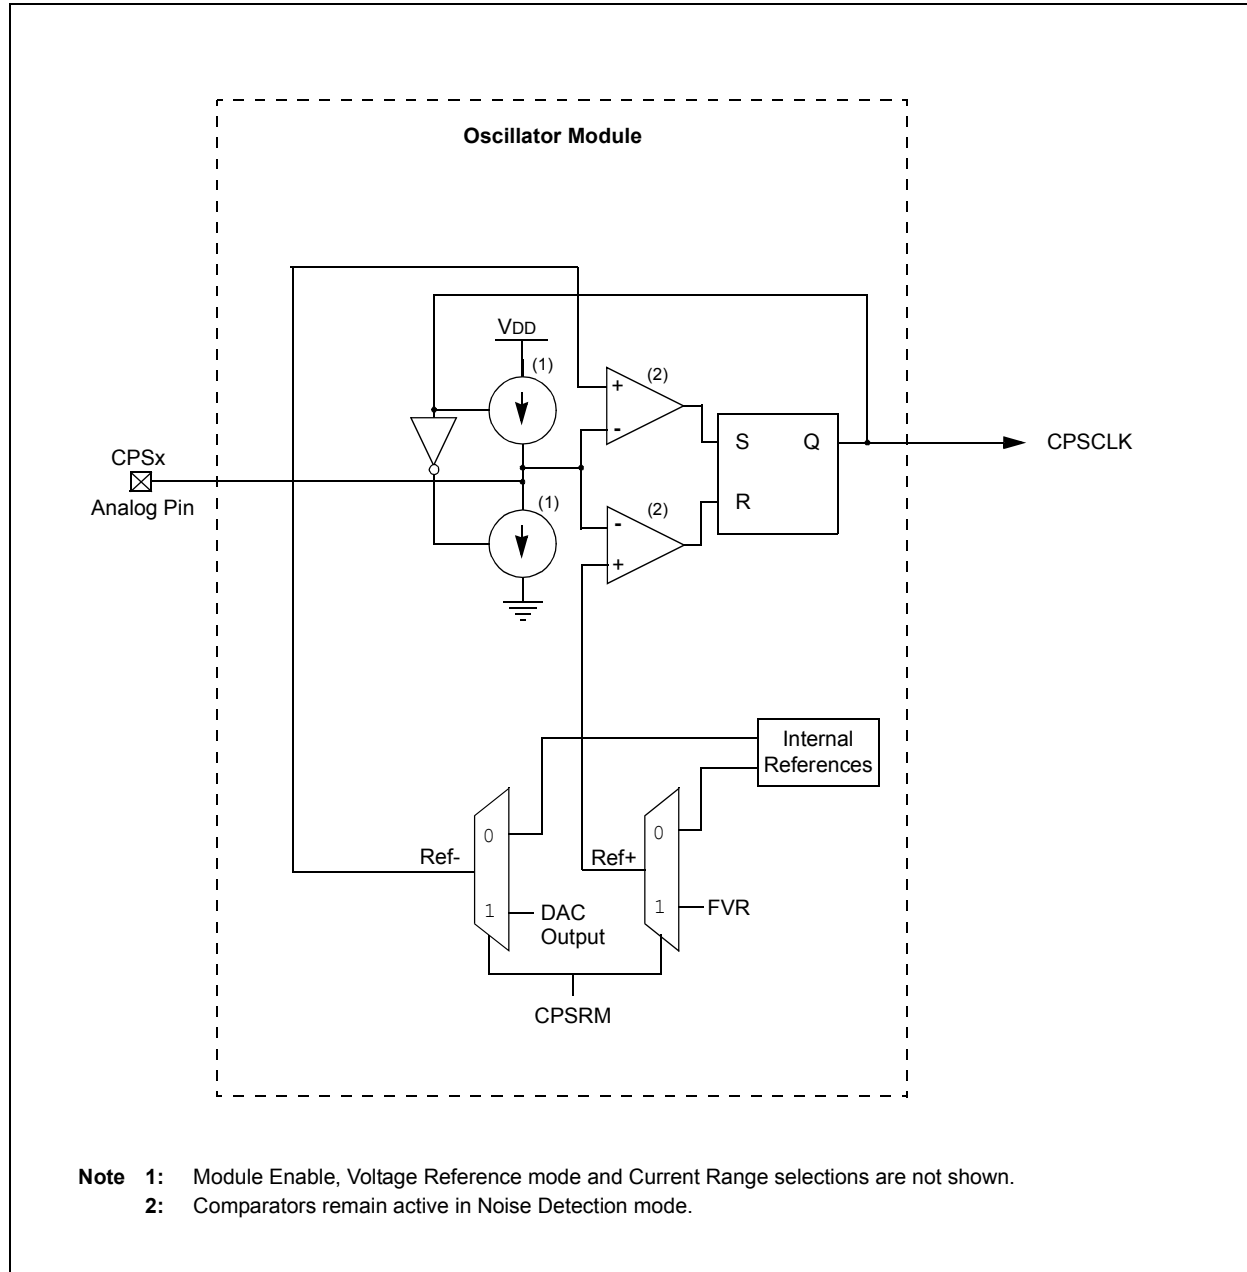 Oscillator Module
VDD
(1)
(2)
+
-
S Q
CPSCLK
CPSx
Analog Pin
(1)
(2)
R
-
+
Internal
References
0
0
Ref-
Ref+
1
DAC
Output
1
FVR
CPSRM
Note 1: Module Enable, Voltage Reference mode and Current Range selections are not shown.
2: Comparators remain active in Noise Detection mode.